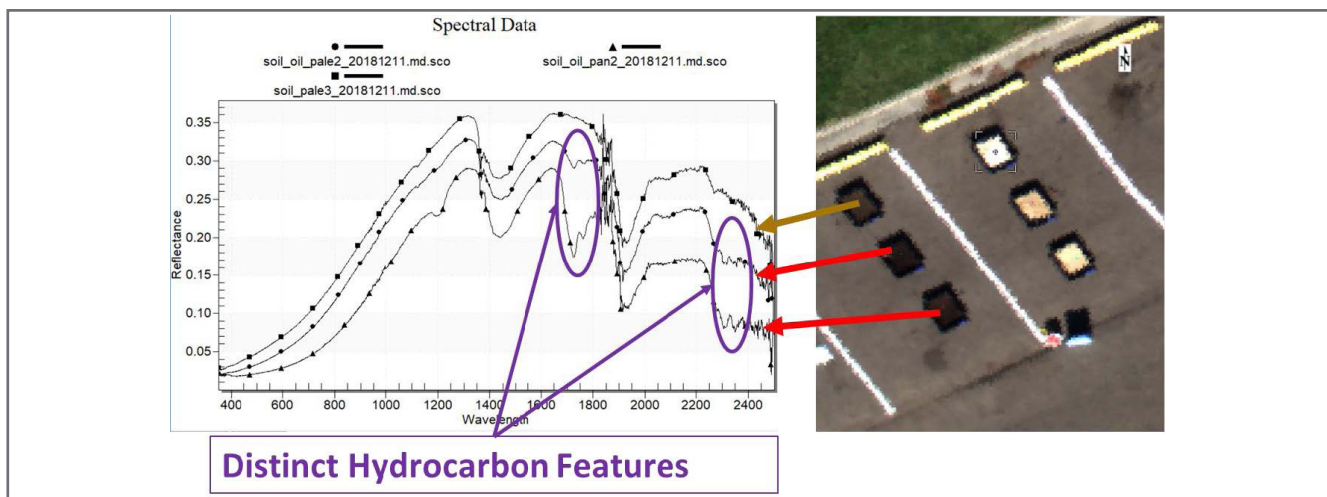 Spectral Data
soil_oil_pale2_20181211.md.sco
soil_oil_pan2_20181211.md.sco
soil_pale3_20181211.md.sco
N
Reflectance
0.35
0.30
0.25
0.20
0.15
0.10
0.05
400 600 800 1000 1200 1400 1600 1800 2000 2200 2400
Wavelength
Distinct Hydrocarbon Features